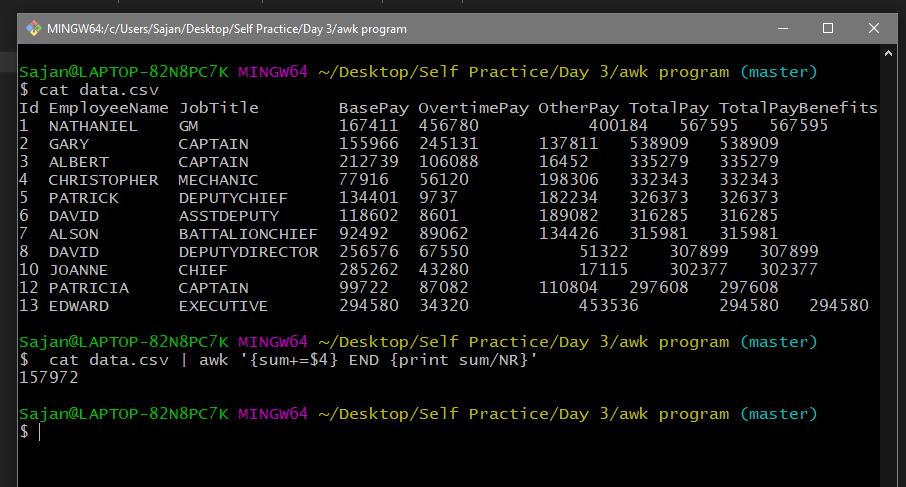 MINGW64:/c/Users/Sajan/Desktop/Self Practice/Day 3/awk program
Sajan@LAPTOP-82N8PC7K MINGW64 ~/Desktop/Self Practice/Day 3/awk program (master)
$ cat data.csv
Id EmployeeName JobTitle BasePay OvertimePay OtherPay TotalPay TotalPayBenefits
1 NATHANIEL GM 167411 456780 400184 567595 567595
2 GARY CAPTAIN 155966 245131 137811 538909 538909
3 ALBERT CAPTAIN 212739 106088 16452 335279 335279
4 CHRISTOPHER MECHANIC 77916 56120 198306 332343 332343
5 PATRICK DEPUTYCHIEF 134401 9737 182234 326373 326373
6 DAVID ASSTDEPUTY 118602 8601 189082 316285 316285
7 ALSON BATTALIONCHIEF 92492 89062 134426 315981 315981
8 DAVID DEPUTYDIRECTOR 256576 67550 51322 307899 307899
10 JOANNE CHIEF 285262 43280 17115 302377 302377
12 PATRICIA CAPTAIN 99722 87082 110804 297608 297608
13 EDWARD EXECUTIVE 294580 34320 453536 294580 294580
Sajan@LAPTOP-82N8PC7K MINGW64 ~/Desktop/Self Practice/Day 3/awk program (master)
$  cat data.csv | awk '{sum+=$4} END {print sum/NR}'
157972
Sajan@LAPTOP-82N8PC7K MINGW64 ~/Desktop/Self Practice/Day 3/awk program (master)
$